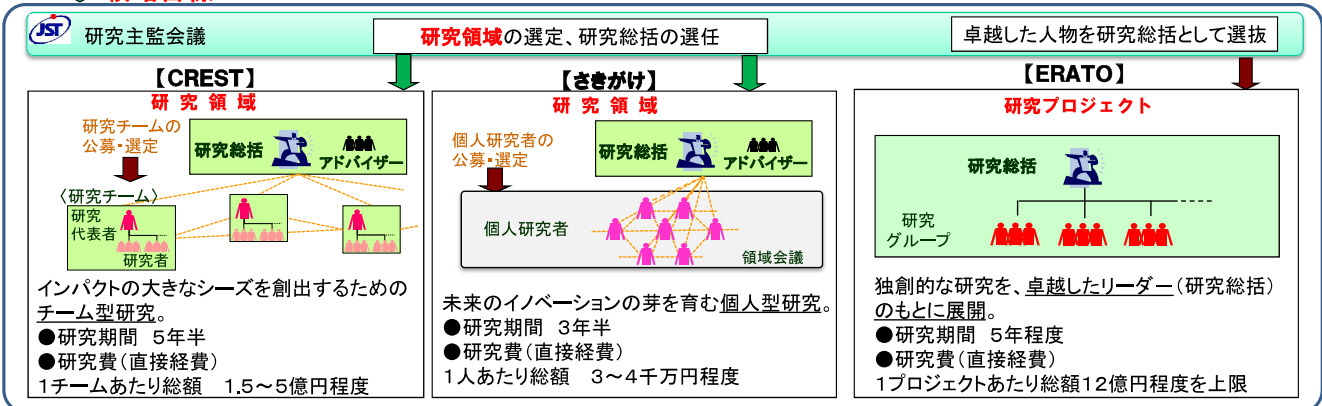 JST
研究主監会議
研究領域の選定、研究総括の選任
卓越した人物を研究総括として選抜
【CREST】
研究領域
研究チームの
公募・選定
研究総括
アドバイザー
〈研究チーム〉
研究
代表者
研究者
インパクトの大きなシーズを創出するための
チーム型研究。
●研究期間 5年半
●研究費(直接経費)
1チームあたり総額 1.5~5億円程度
【さきがけ】
研究領域
個人研究者の
公募・選定
研究総括
アドバイザー
個人研究者
領域会議
未来のイノベーションの芽を育む個人型研究。
●研究期間 3年半
●研究費(直接経費)
1人あたり総額 3~4千万円程度
【ERATO】
研究プロジェクト
研究総括
研究
グループ
独創的な研究を、卓越したリーダー(研究総括)
のもとに展開。
●研究期間 5年程度
●研究費(直接経費)
1プロジェクトあたり総額12億円程度を上限